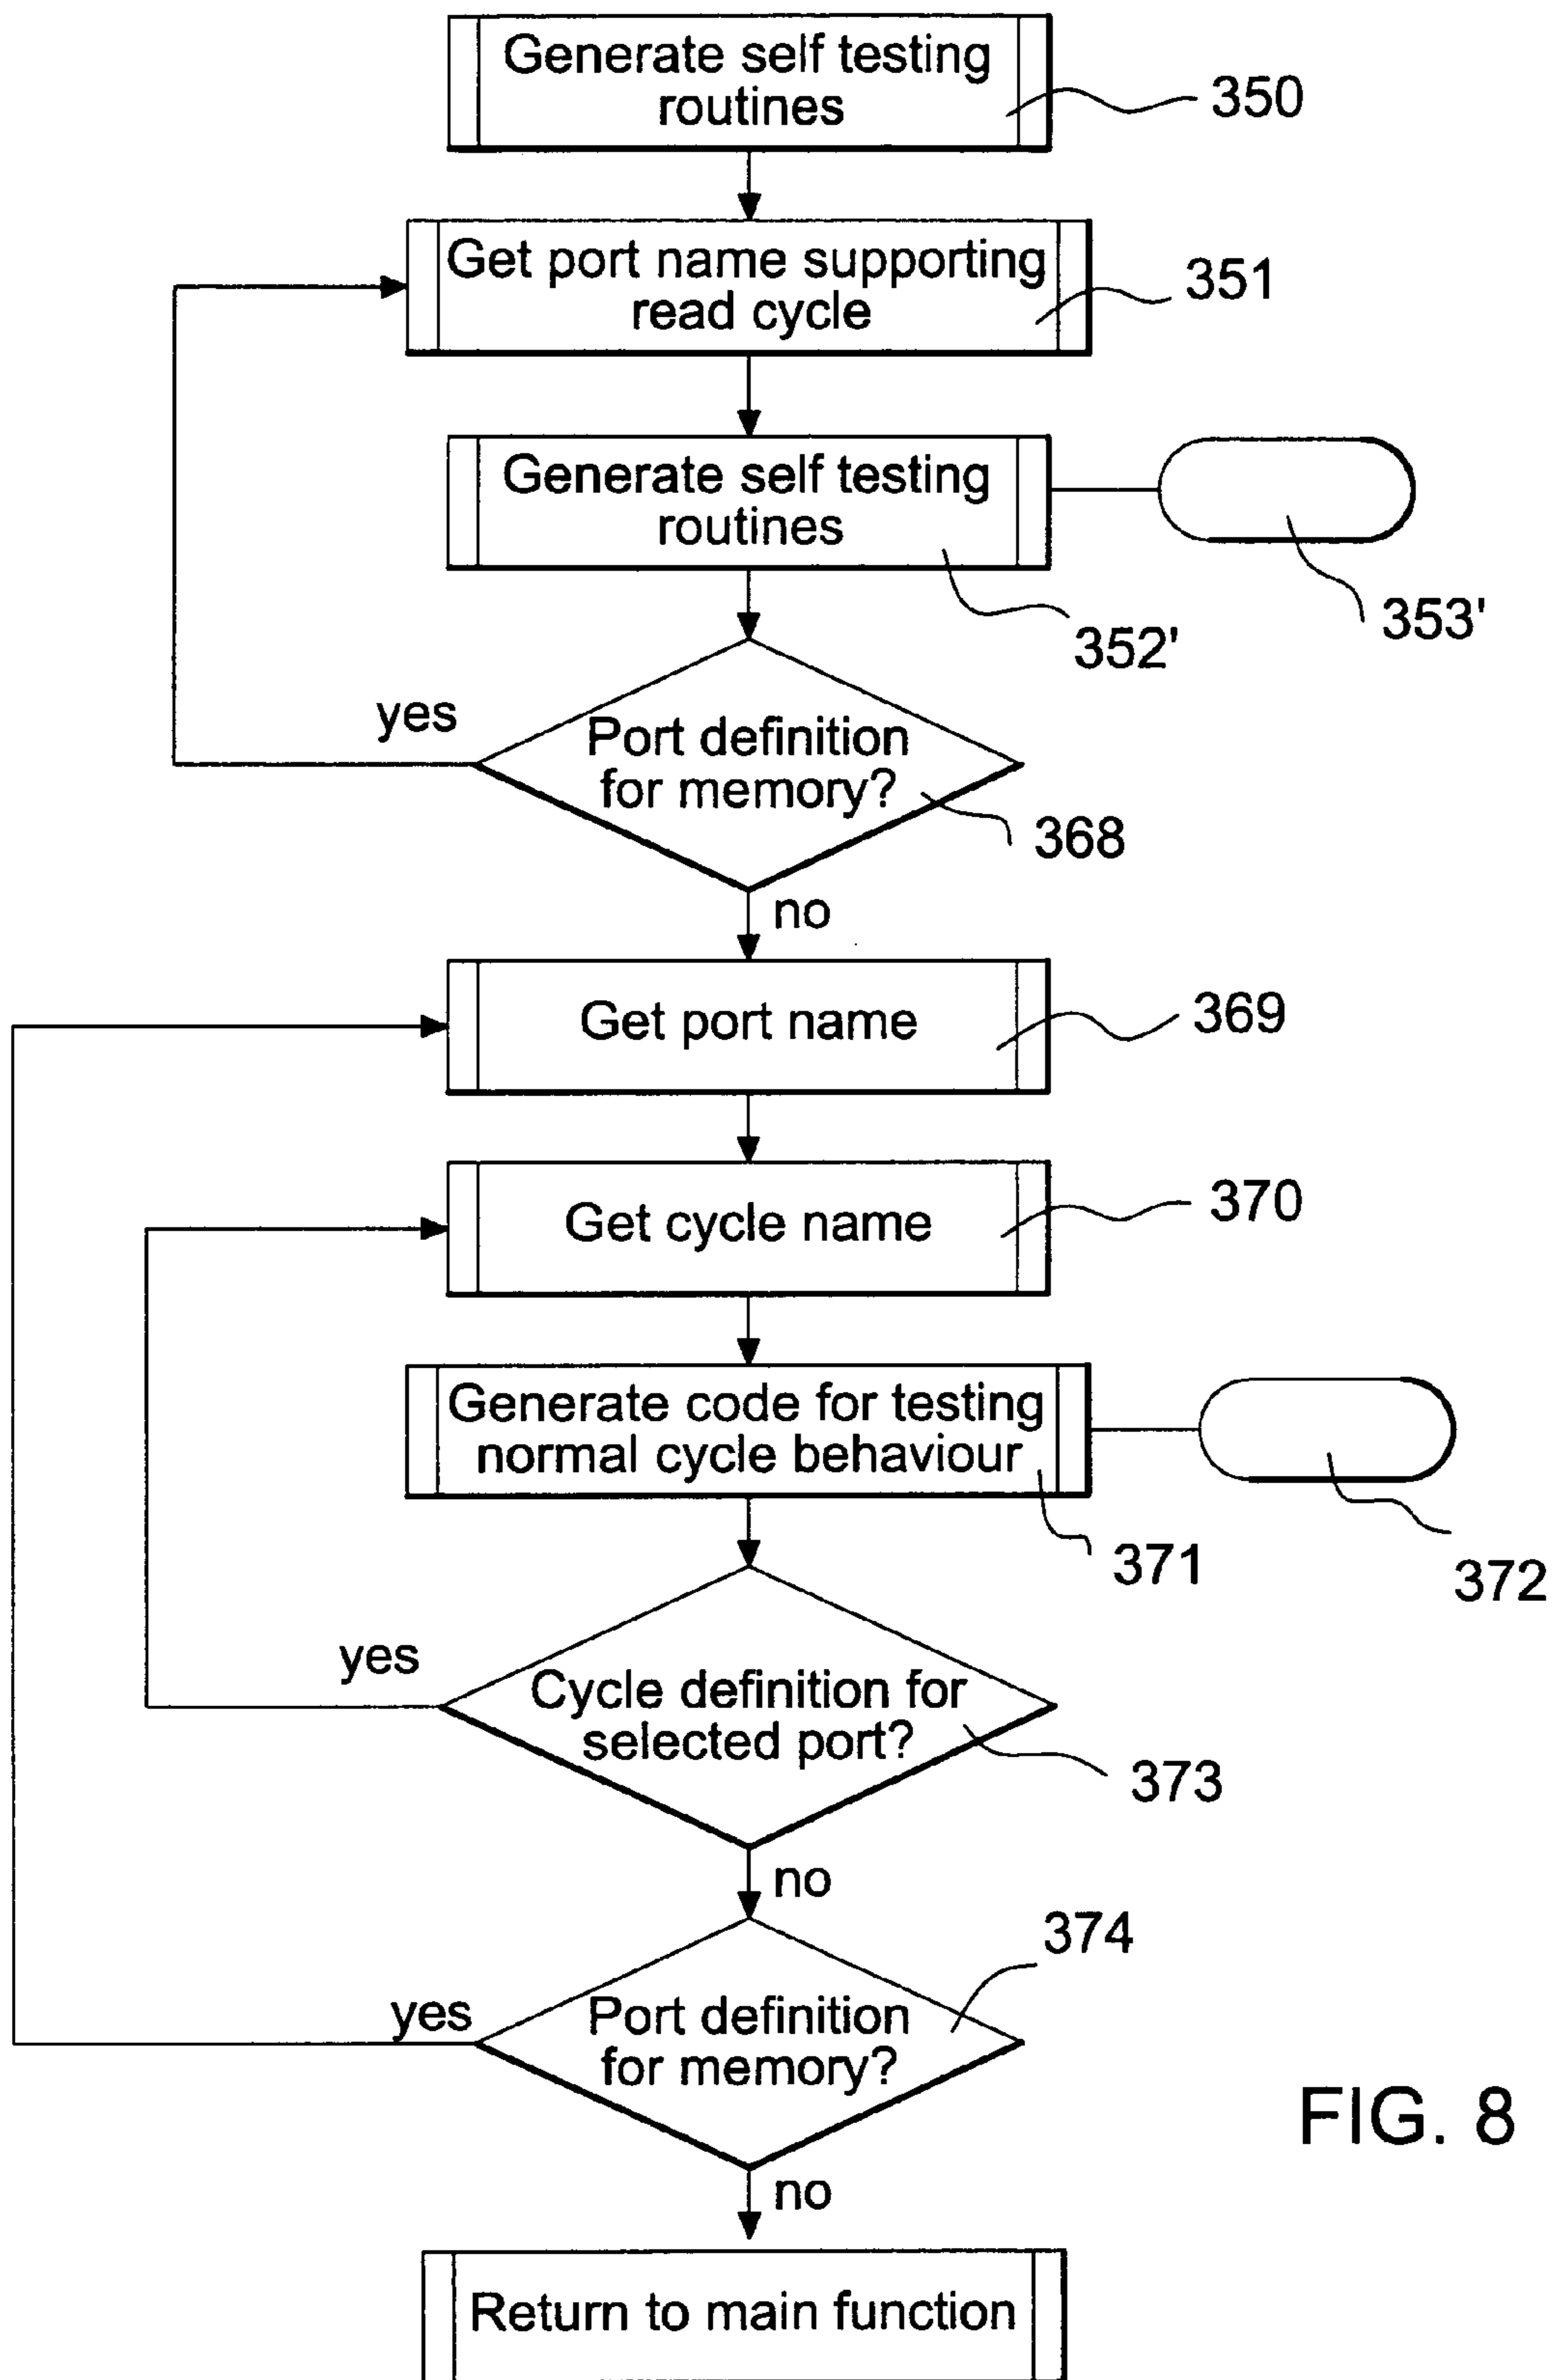 Generate self testing
routines
350
Get port name supporting
read cycle
351
Generate self testing
routines
352'
353'
yes
Port definition
for memory?
368
no
Get port name
369
Get cycle name
370
Generate code for testing
normal cycle behaviour
371
372
yes
Cycle definition for
selected port?
373
no
374
yes
Port definition
for memory?
FIG. 8
no
Return to main function